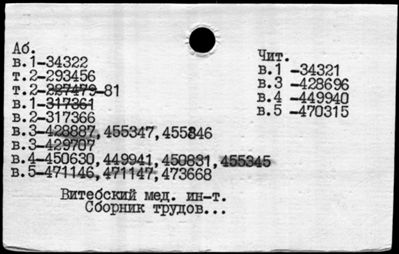 Аб.
в.1-34322
т.2-293456
т.2-227479-81
в.1-317361
в.2-317366
в.3-428887, 455347, 455346
в.3-429707
в.4-450630, 449941, 450831, 455345
в.5-471146, 471147, 473668
Чит.
в.1 -34321
в.3 -428696
в.4 -449940
в.5 -470315
Витебский мед. ин-т.
Сборник трудов...